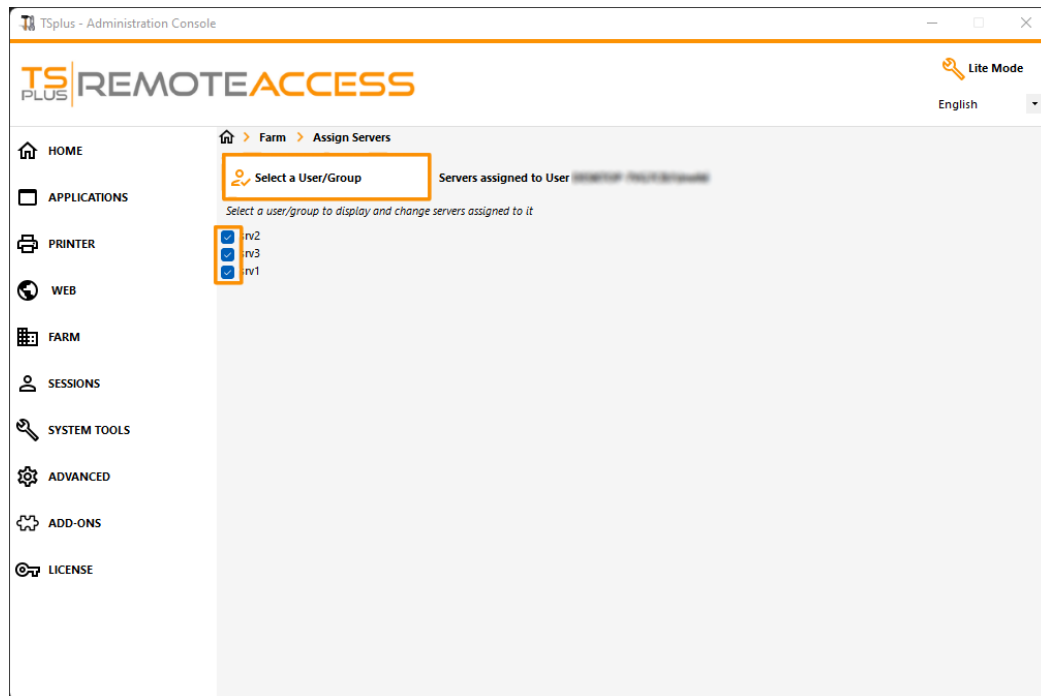 TSplus - Administration Console
TS PLUS REMOTEACCESS
Lite Mode
English
HOME
APPLICATIONS
PRINTER
WEB
FARM
SESSIONS
SYSTEM TOOLS
ADVANCED
ADD-ONS
LICENSE
Farm > Assign Servers
Select a User/Group
Servers assigned to User
Select a user/group to display and change servers assigned to it
srv2
srv3
srv1